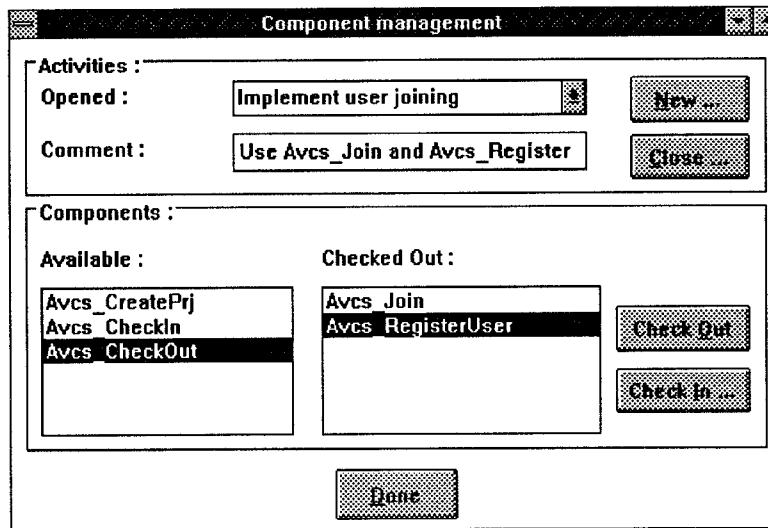 Component management
Activities :
Opened :
Implement user joining
New ...
Comment :
Use Avcs_Join and Avcs_Register
Close ...
Components :
Available :
Checked Out :
Avcs_CreatePrj
Avcs_CheckIn
Avcs_CheckOut
Avcs_Join
Avcs_RegisterUser
Check Out
Check In ...
Done